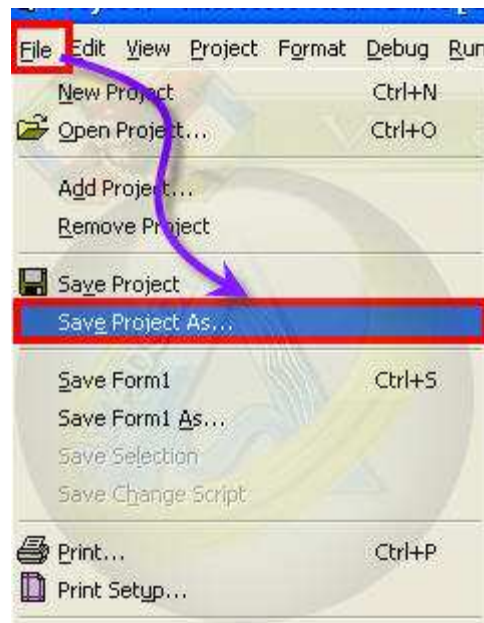 File Edit View Project Format Debug Run
New Project Ctrl+N
Open Project... Ctrl+O
Add Project...
Remove Project
Save Project
Save Project As...
Save Form1 Ctrl+S
Save Form1 As...
Save Selection
Save Change Script
Print... Ctrl+P
Print Setup...